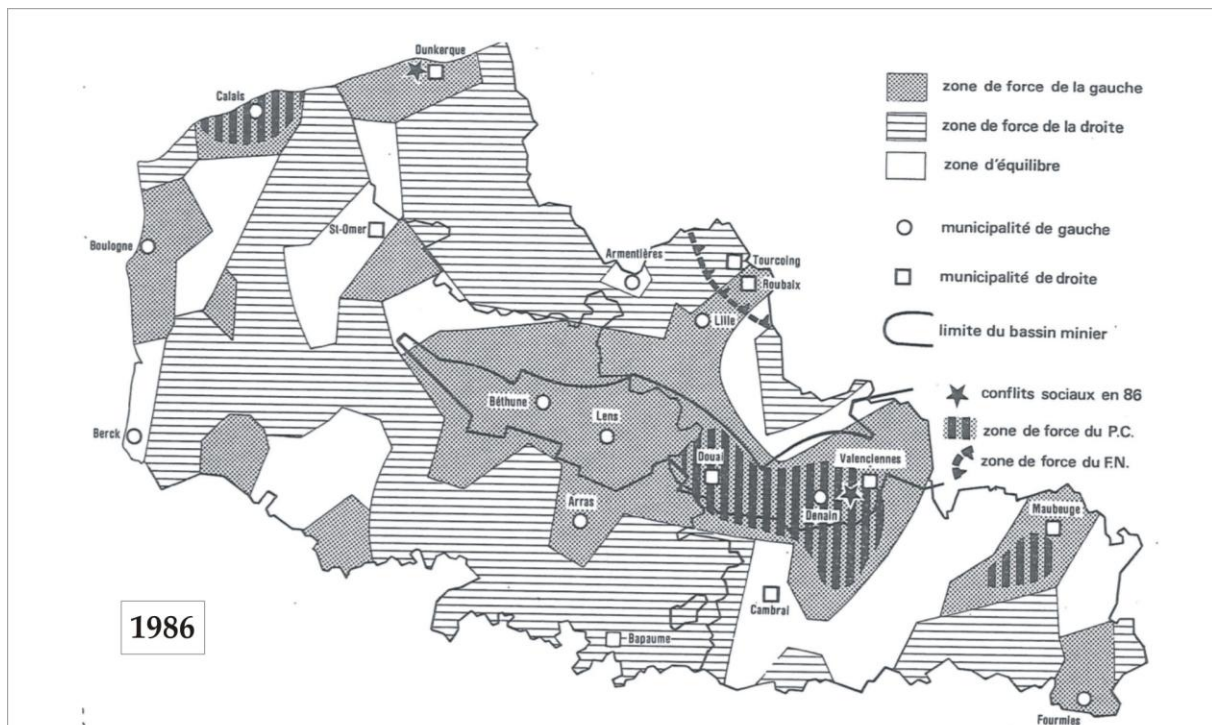 Dunkerque
Calais
St-Omer
Boulogne
Armentières
Tourcoing
Roubaix
Lille
Béthune
Lens
Berck
Douai
Valenciennes
Denain
Arras
Maubeuge
Cambrai
Bapaume
Fourmies
1986
zone de force de la gauche
zone de force de la droite
zone d'équilibre
municipalité de gauche
municipalité de droite
limite du bassin minier
conflits sociaux en 86
zone de force du P.C.
zone de force du F.N.